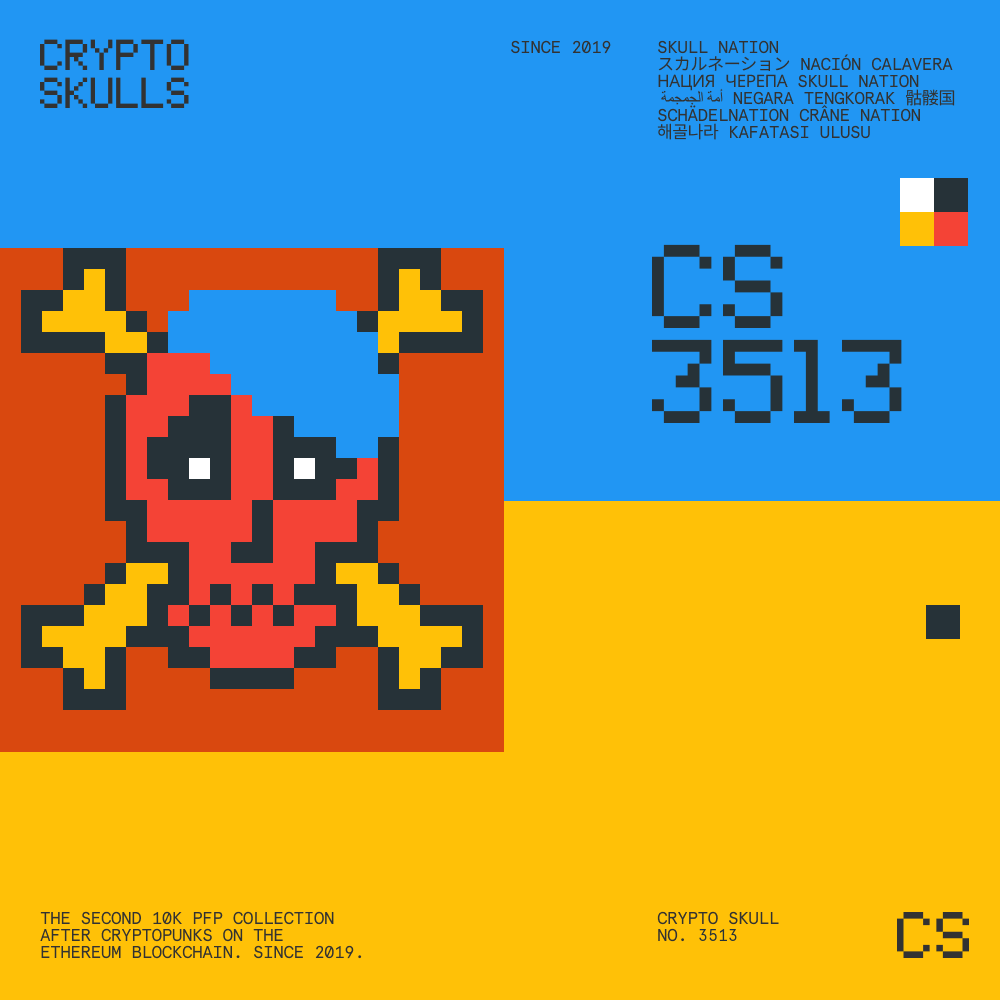 CRYPTO
SKULLS
SINCE 2019
SKULL NATION
スカルネーション NACIÓN CALAVERA
НАЦИЯ ЧЕРЕПА SKULL NATION
أمة الجمجمة NEGARA TENGKORAK 骷髅国
SCHÄDELNATION CRÂNE NATION
해골나라 KAFATASI ULUSU
CS
3513
THE SECOND 10K PFP COLLECTION
AFTER CRYPTOPUNKS ON THE
ETHEREUM BLOCKCHAIN. SINCE 2019.
CRYPTO SKULL
NO. 3513
CS